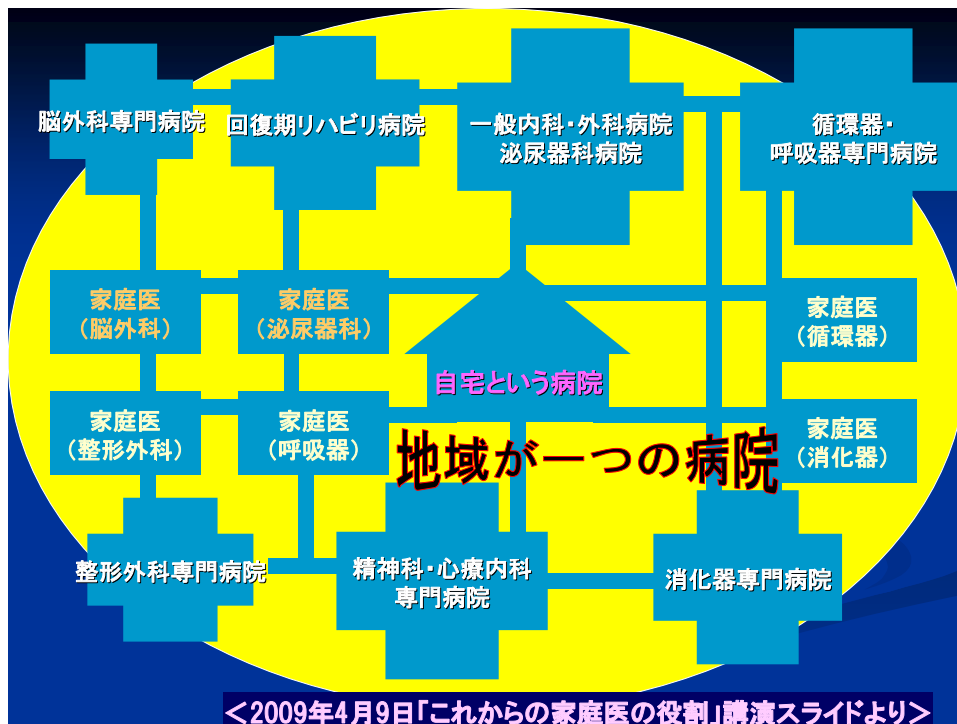 脳外科専門病院
回復期リハビリ病院
一般内科・外科病院
泌尿器科病院
循環器・
呼吸器専門病院
家庭医
（脳外科）
家庭医
（泌尿器科）
家庭医
（循環器）
自宅という病院
家庭医
（整形外科）
家庭医
（呼吸器）
家庭医
（消化器）
地域が一つの病院
整形外科専門病院
精神科・心療内科
専門病院
消化器専門病院
＜2009年4月9日「これからの家庭医の役割」講演スライドより＞